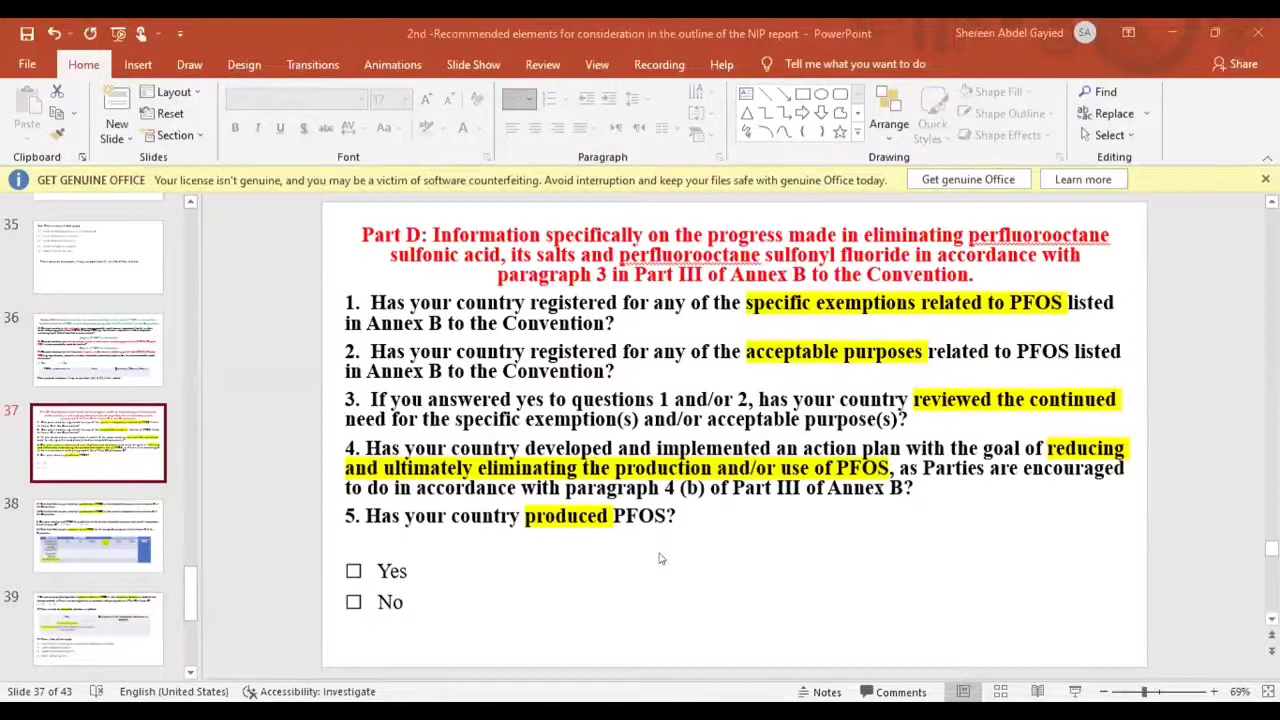 2nd -Recommended elements for consideration in the outline of the NIP report - PowerPoint
Shereen Abdel Gayied
SA
File
Home
Insert
Draw
Design
Transitions
Animations
Slide Show
Review
View
Recording
Help
Tell me what you want to do
Share
Paste
New
Slide
Layout
Reset
Section
17
B
I
U
S
abc
AV
Aa
A
Arrange
Quick
Styles
Shape Fill
Shape Outline
Shape Effects
Find
Replace
Select
Clipboard
Slides
Font
Paragraph
Drawing
Editing
GET GENUINE OFFICE Your license isn't genuine, and you may be a victim of software counterfeiting. Avoid interruption and keep your files safe with genuine Office today.
Get genuine Office
Learn more
35
36
37
38
39
Part D: Information specifically on the progress made in eliminating perfluorooctane
sulfonic acid, its salts and perfluorooctane sulfonyl fluoride in accordance with
paragraph 3 in Part III of Annex B to the Convention.
1. Has your country registered for any of the specific exemptions related to PFOS listed
in Annex B to the Convention?
2. Has your country registered for any of the acceptable purposes related to PFOS listed
in Annex B to the Convention?
3. If you answered yes to questions 1 and/or 2, has your country reviewed the continued
need for the specific exemption(s) and/or acceptable purpose(s)?
4. Has your country developed and implemented an action plan with the goal of reducing
and ultimately eliminating the production and/or use of PFOS, as Parties are encouraged
to do in accordance with paragraph 4 (b) of Part III of Annex B?
5. Has your country produced PFOS?
☐ Yes
☐ No
Slide 37 of 43
English (United States)
Accessibility: Investigate
Notes
Comments
69%